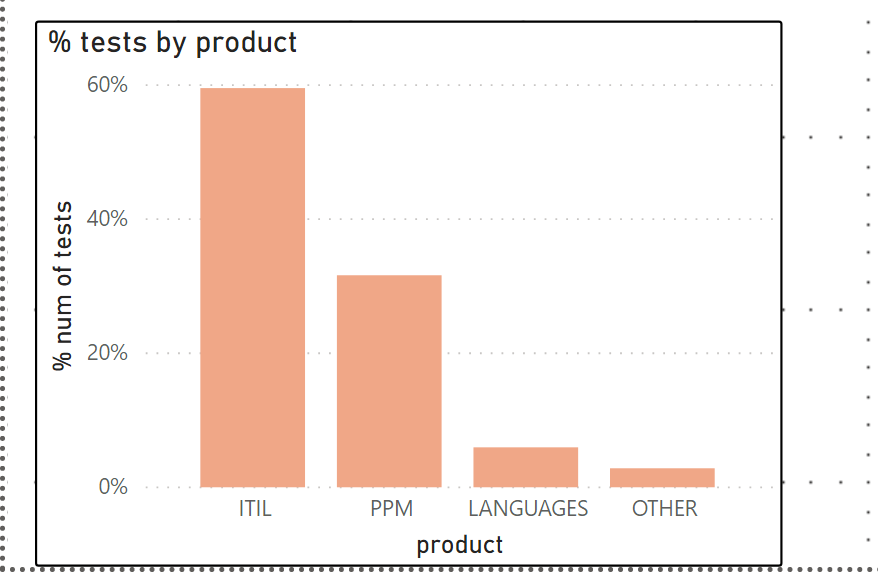 % tests by product
60%
40%
20%
0%
% num of tests
ITIL PPM LANGUAGES OTHER
product